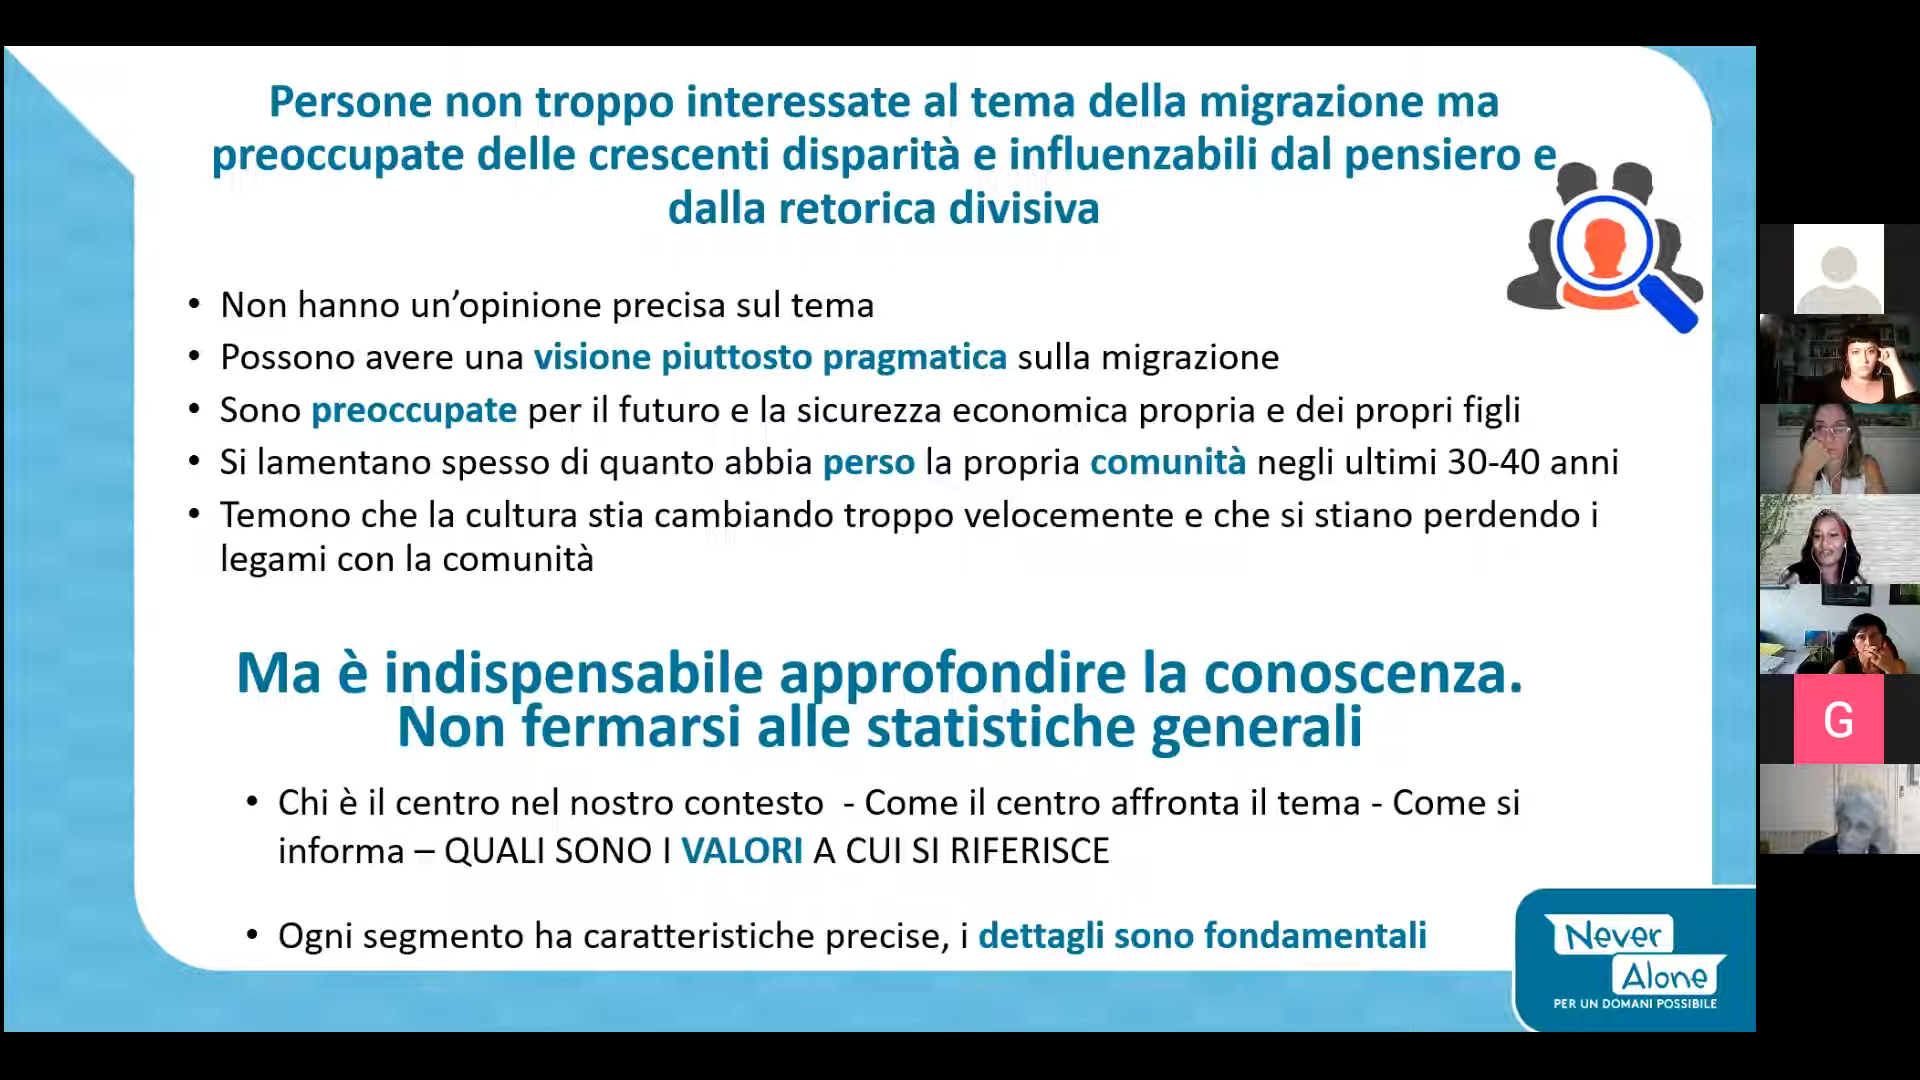 Persone non troppo interessate al tema della migrazione ma
preoccupate delle crescenti disparità e influenzabili dal pensiero e
dalla retorica divisiva
• Non hanno un’opinione precisa sul tema
• Possono avere una visione piuttosto pragmatica sulla migrazione
• Sono preoccupate per il futuro e la sicurezza economica propria e dei propri figli
• Si lamentano spesso di quanto abbia perso la propria comunità negli ultimi 30-40 anni
• Temono che la cultura stia cambiando troppo velocemente e che si stiano perdendo i
legami con la comunità
Ma è indispensabile approfondire la conoscenza.
Non fermarsi alle statistiche generali
• Chi è il centro nel nostro contesto - Come il centro affronta il tema - Come si
informa – QUALI SONO I VALORI A CUI SI RIFERISCE
• Ogni segmento ha caratteristiche precise, i dettagli sono fondamentali
Never
Alone
PER UN DOMANI POSSIBILE
G